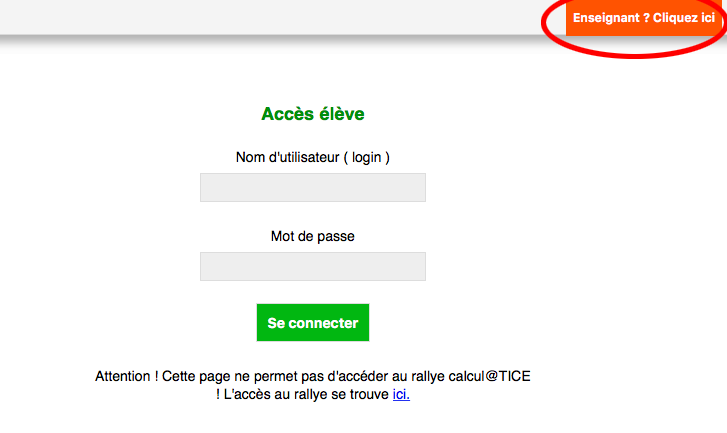 Enseignant ? Cliquez ici
Accès élève
Nom d'utilisateur ( login )
Mot de passe
Se connecter
Attention ! Cette page ne permet pas d'accéder au rallye calcul@TICE
! L'accès au rallye se trouve ici.